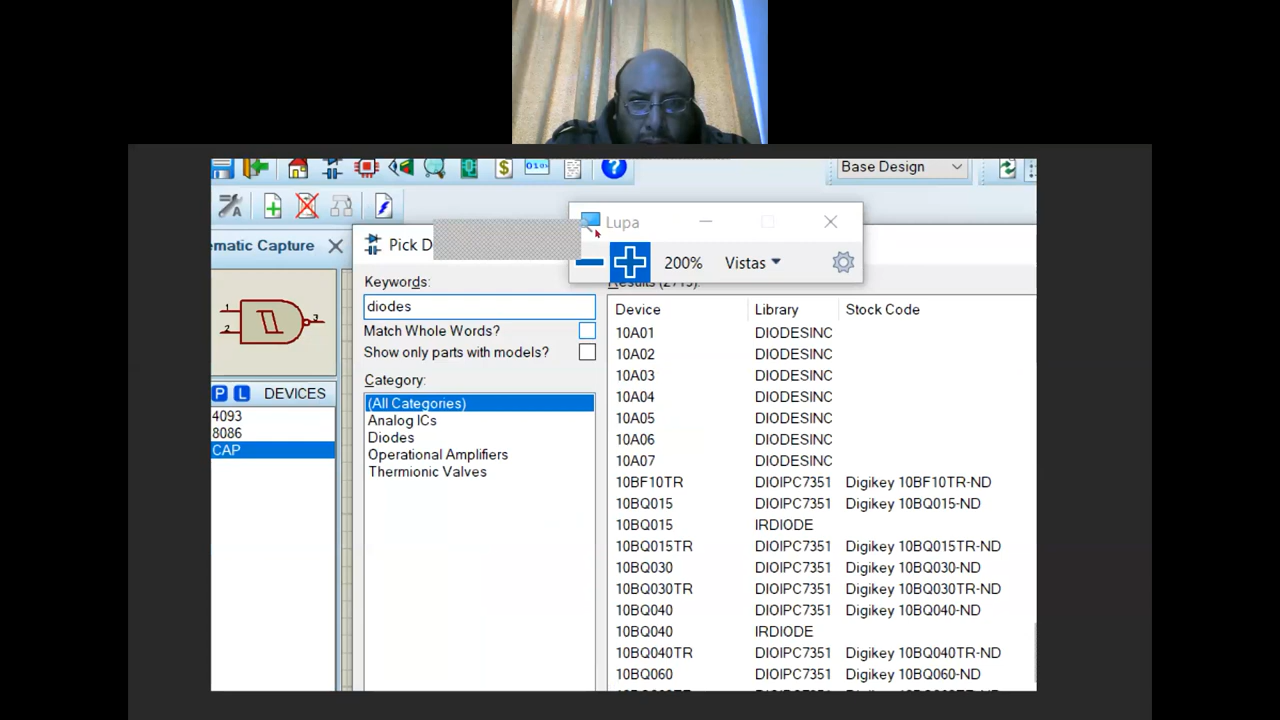 Base Design
Lupa
ematic Capture
Pick D
200%
Vistas
Keywords:
diodes
Match Whole Words?
Show only parts with models?
Category:
(All Categories)
Analog ICs
Diodes
Operational Amplifiers
Thermionic Valves
1
2
3
P L DEVICES
4093
8086
CAP
Device Library Stock Code
10A01 DIODESINC
10A02 DIODESINC
10A03 DIODESINC
10A04 DIODESINC
10A05 DIODESINC
10A06 DIODESINC
10A07 DIODESINC
10BF10TR DIOIPC7351 Digikey 10BF10TR-ND
10BQ015 DIOIPC7351 Digikey 10BQ015-ND
10BQ015 IRDIODE
10BQ015TR DIOIPC7351 Digikey 10BQ015TR-ND
10BQ030 DIOIPC7351 Digikey 10BQ030-ND
10BQ030TR DIOIPC7351 Digikey 10BQ030TR-ND
10BQ040 DIOIPC7351 Digikey 10BQ040-ND
10BQ040 IRDIODE
10BQ040TR DIOIPC7351 Digikey 10BQ040TR-ND
10BQ060 DIOIPC7351 Digikey 10BQ060-ND